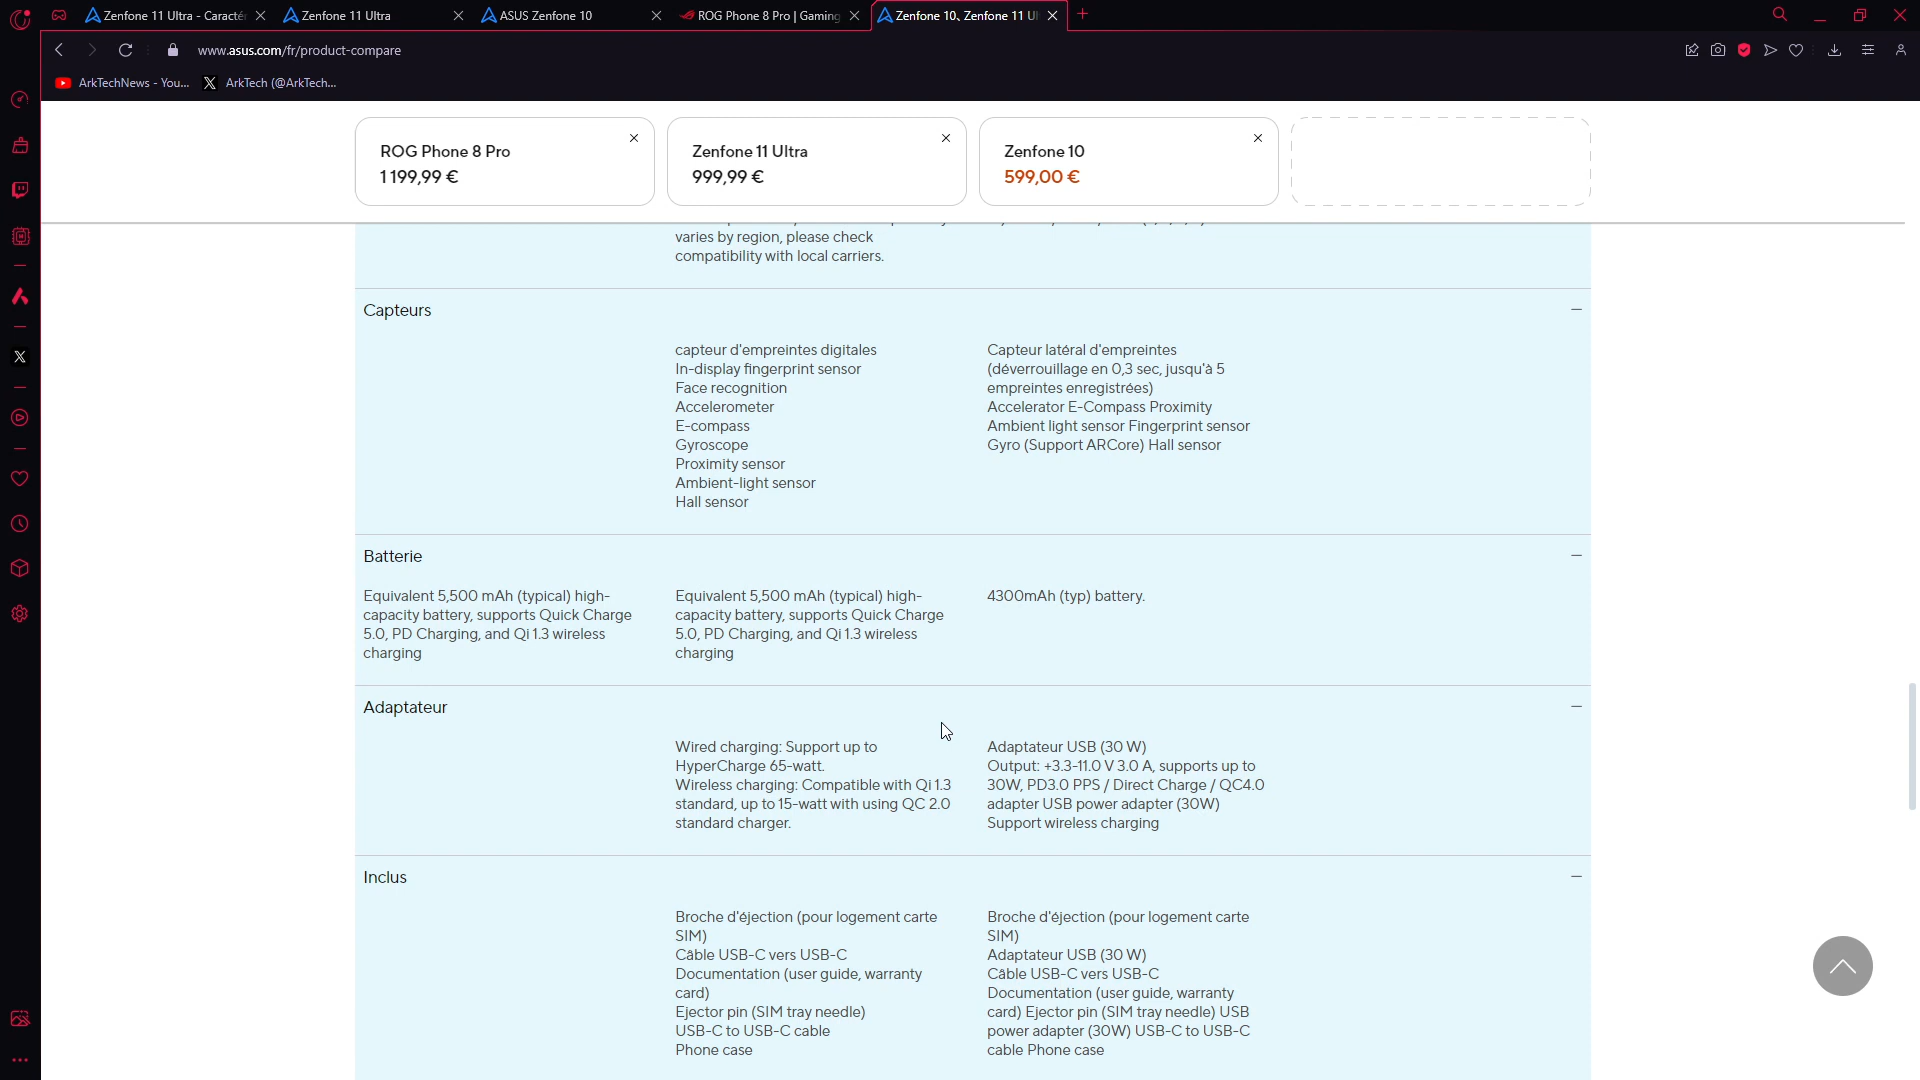 Zenfone 11 Ultra - Caracté
Zenfone 11 Ultra
ASUS Zenfone 10
ROG Phone 8 Pro | Gaming
Zenfone 10、Zenfone 11 Ul
www.asus.com/fr/product-compare
ArkTechNews - You...
ArkTech (@ArkTech...
ROG Phone 8 Pro
1 199,99 €
Zenfone 11 Ultra
999,99 €
Zenfone 10
599,00 €
varies by region, please check
compatibility with local carriers.
Capteurs
capteur d'empreintes digitales
In-display fingerprint sensor
Face recognition
Accelerometer
E-compass
Gyroscope
Proximity sensor
Ambient-light sensor
Hall sensor
Capteur latéral d'empreintes
(déverrouillage en 0,3 sec, jusqu'à 5
empreintes enregistrées)
Accelerator E-Compass Proximity
Ambient light sensor Fingerprint sensor
Gyro (Support ARCore) Hall sensor
Batterie
Equivalent 5,500 mAh (typical) high-
capacity battery, supports Quick Charge
5.0, PD Charging, and Qi 1.3 wireless
charging
Equivalent 5,500 mAh (typical) high-
capacity battery, supports Quick Charge
5.0, PD Charging, and Qi 1.3 wireless
charging
4300mAh (typ) battery.
Adaptateur
Wired charging: Support up to
HyperCharge 65-watt.
Wireless charging: Compatible with Qi 1.3
standard, up to 15-watt with using QC 2.0
standard charger.
Adaptateur USB (30 W)
Output: +3.3-11.0 V 3.0 A, supports up to
30W, PD3.0 PPS / Direct Charge / QC4.0
adapter USB power adapter (30W)
Support wireless charging
Inclus
Broche d'éjection (pour logement carte
SIM)
Câble USB-C vers USB-C
Documentation (user guide, warranty
card)
Ejector pin (SIM tray needle)
USB-C to USB-C cable
Phone case
Broche d'éjection (pour logement carte
SIM)
Adaptateur USB (30 W)
Câble USB-C vers USB-C
Documentation (user guide, warranty
card) Ejector pin (SIM tray needle) USB
power adapter (30W) USB-C to USB-C
cable Phone case